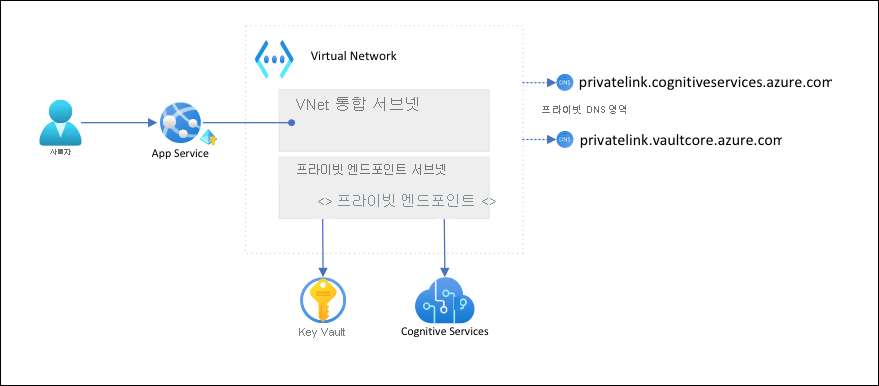 Virtual Network
privatelink.cognitiveservices.azure.com
VNet 통합 서브넷
프라이빗 DNS 영역
privatelink.vaultcore.azure.com
사용자
App Service
프라이빗 엔드포인트 서브넷
<> 프라이빗 엔드포인트 <>
Key Vault
Cognitive Services
DNS
DNS